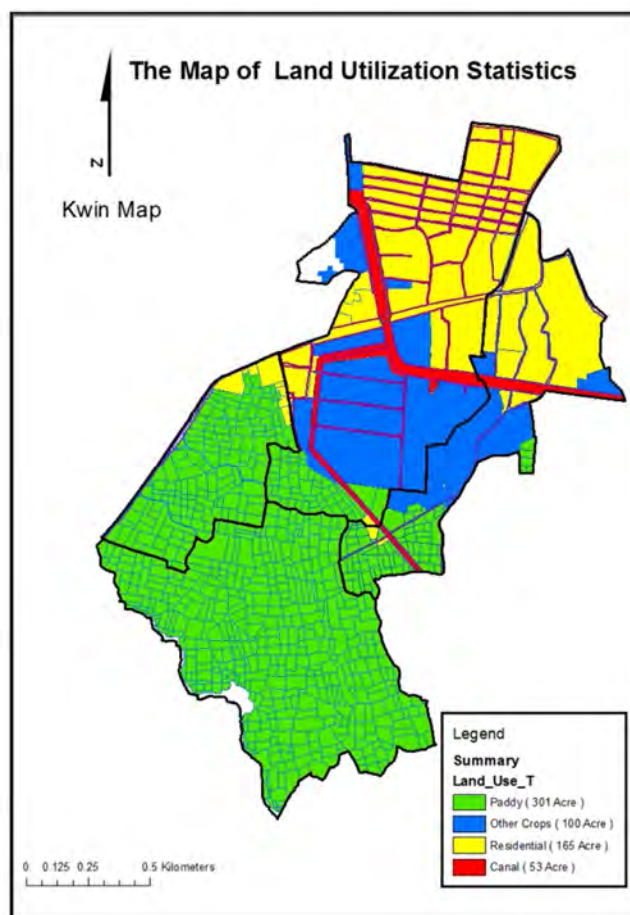 The Map of Land Utilization Statistics
Z
Kwin Map
Legend
Summary
Land_Use_T
Paddy ( 301 Acre )
Other Crops ( 100 Acre )
Residential ( 165 Acre )
Canal ( 53 Acre )
0 0.125 0.25 0.5 Kilometers